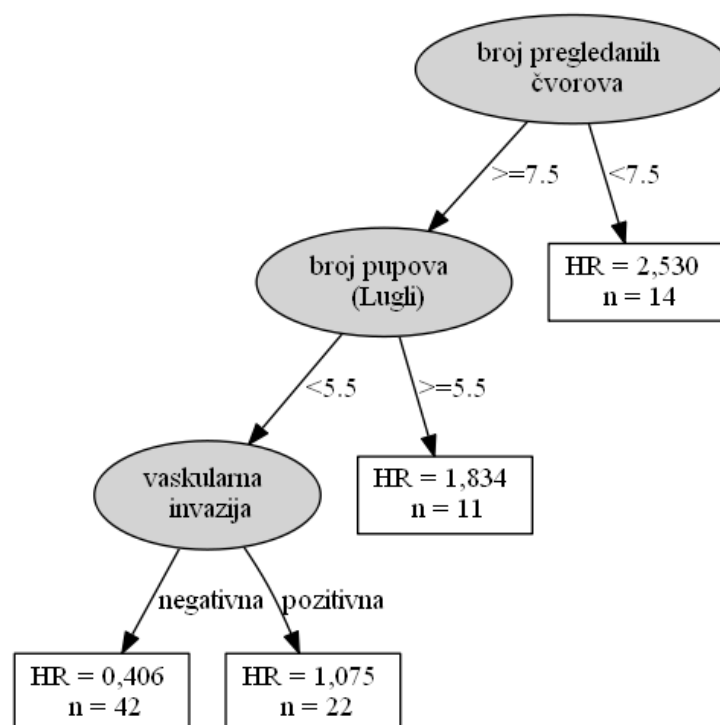 broj pregledanih
čvorova
>=7.5
<7.5
broj pupova
(Lugli)
HR = 2,530
n = 14
<5.5
>=5.5
vaskularna
invazija
HR = 1,834
n = 11
negativna
pozitivna
HR = 0,406
n = 42
HR = 1,075
n = 22